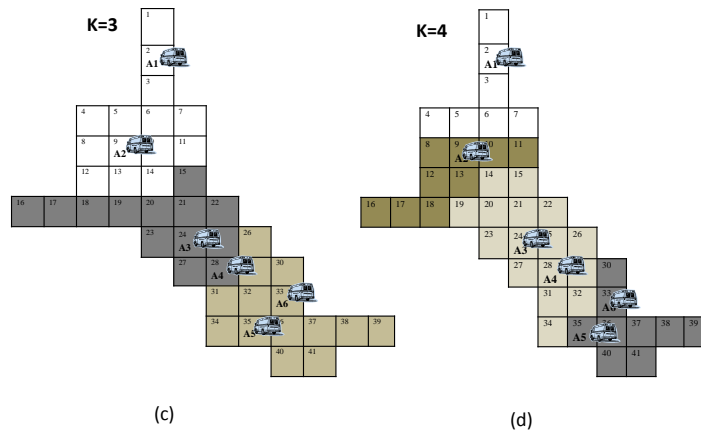 K=3
1
2
A1
3
4 5 6 7
8 9 11
A2
12 13 14 15
16 17 18 19 20 21 22
23 24 26
A3
27 28 30
A4
31 32 33
A6
34 35 37 38 39
A5
40 41
(c)
K=4
1
2
A1
3
4 5 6 7
8 9 10 11
A2
12 13 14 15
16 17 18 19 20 21 22
23 24 26
A3
27 28 30
A4
31 32 33
A6
34 35 37 38 39
A5
40 41
(d)